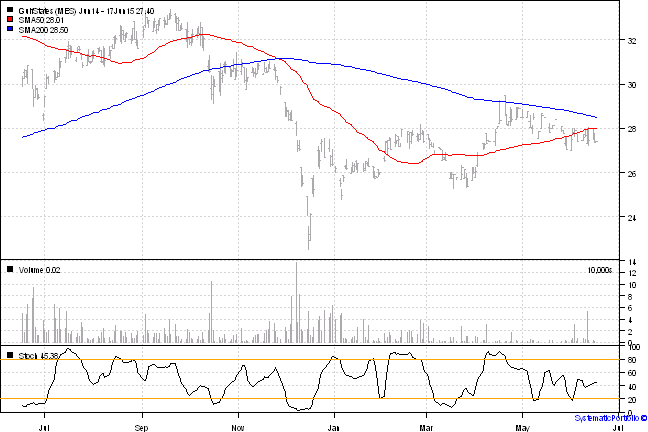 GulfStates (MES) Jun14 - 17Jun15 27.40
SMA50 28.01
SMA200 28.50
32
30
28
26
24
Volume 0.02
10,000s
14
12
10
8
6
4
2
0
Stoch 45.38
100
80
60
40
20
0
Jul Sep Nov Jan Mar May Jul
SystematicPortfolio ©